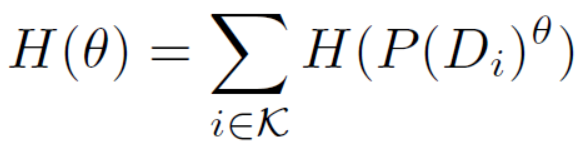 H(θ) = ∑_{i∈𝒦} H(P(D_i)^θ)